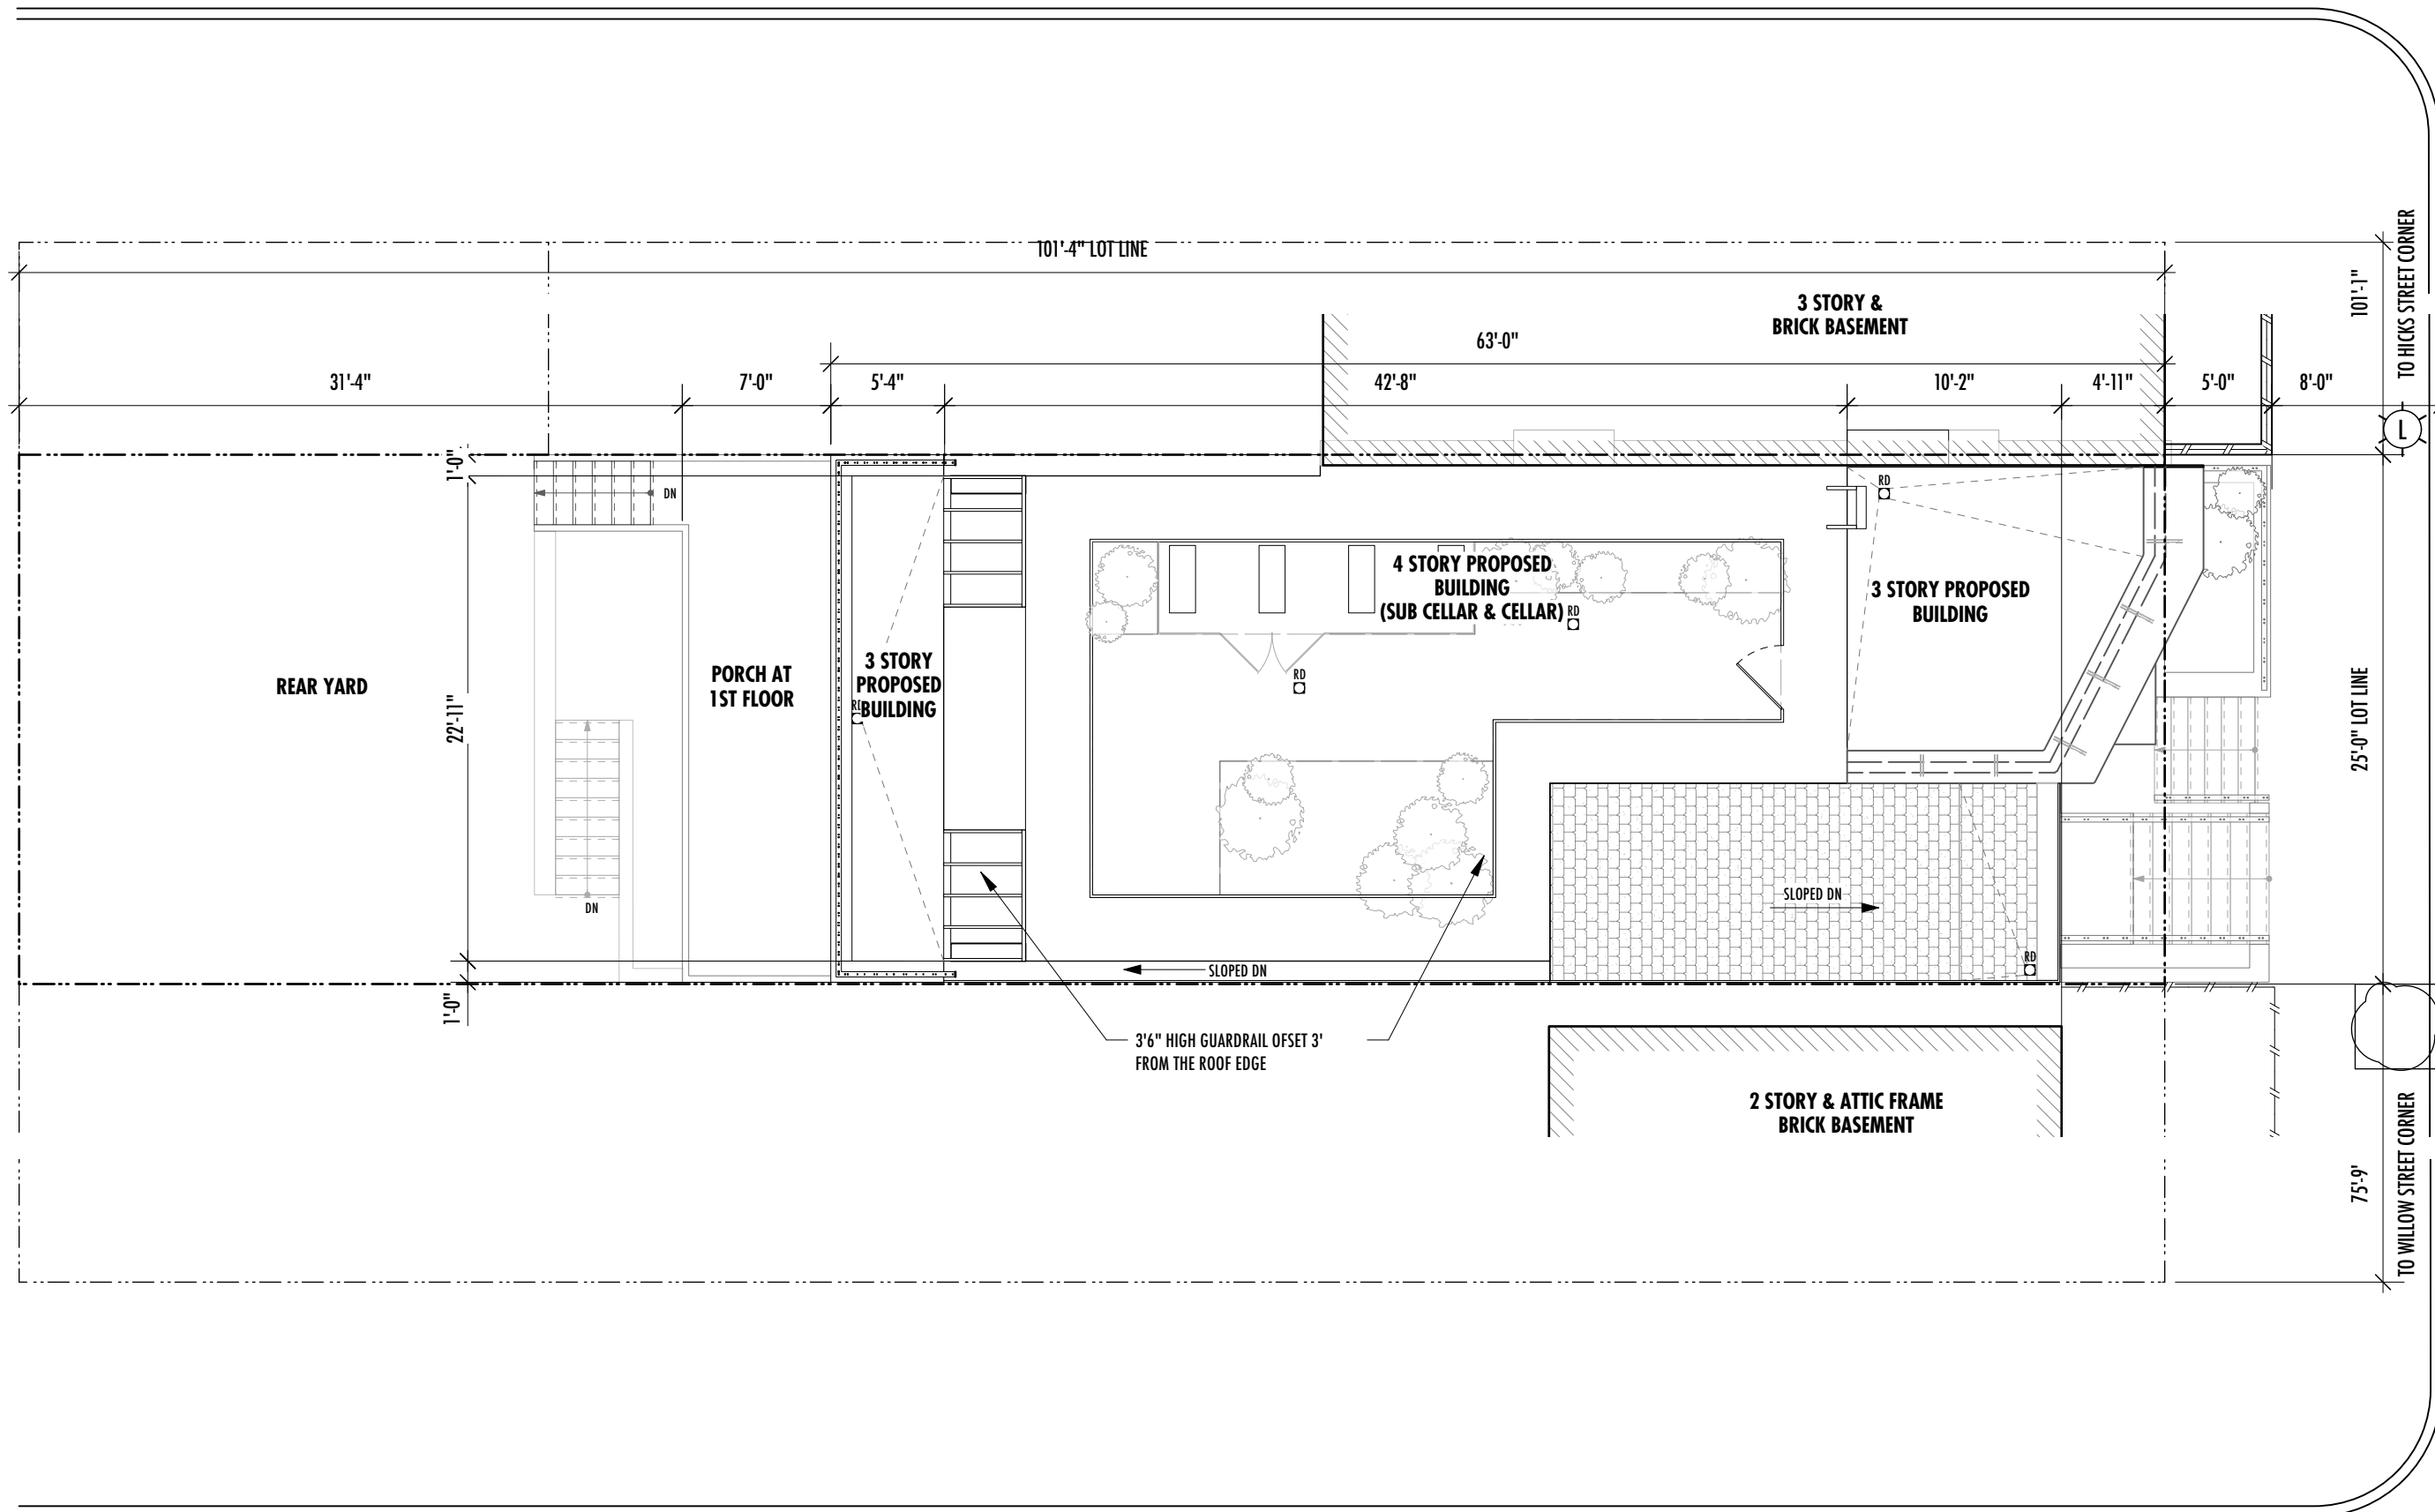 101'-4" LOT LINE
3 STORY &
BRICK BASEMENT
63'-0"
31'-4"
7'-0"
5'-4"
42'-8"
10'-2"
4'-11"
5'-0"
8'-0"
101'-1"
TO HICKS STREET CORNER
L
1'-0"
DN
RD
4 STORY PROPOSED
BUILDING
(SUB CELLAR & CELLAR)
RD
3 STORY PROPOSED
BUILDING
REAR YARD
PORCH AT
1ST FLOOR
3 STORY
PROPOSED
BUILDING
RD
22'-11"
25'-0" LOT LINE
DN
SLOPED DN
RD
SLOPED DN
1'-0"
3'6" HIGH GUARDRAIL OFSET 3'
FROM THE ROOF EDGE
2 STORY & ATTIC FRAME
BRICK BASEMENT
75'-9'
TO WILLOW STREET CORNER